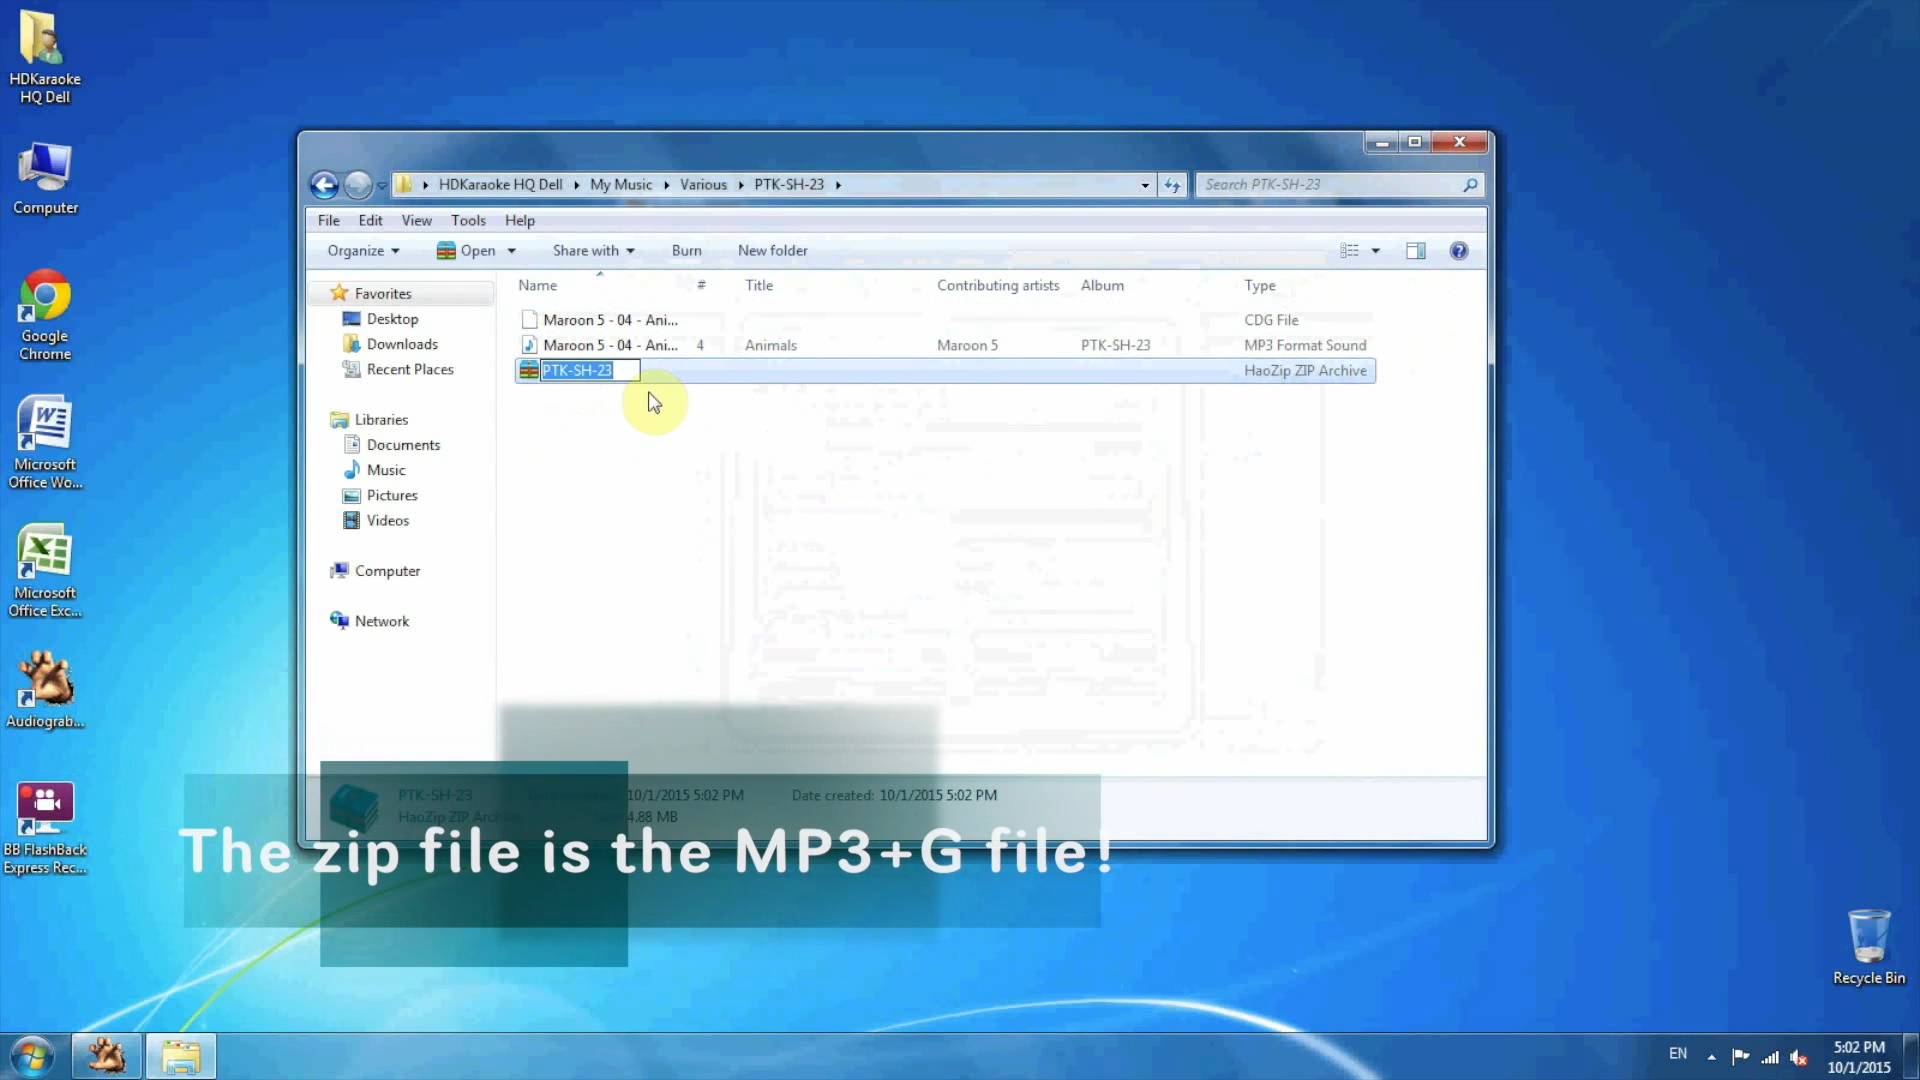 HDKaraoke
HQ Dell
Computer
Google
Chrome
Microsoft
Office Wo...
Microsoft
Office Exc...
Audiograb...
BB FlashBack
Express Rec...
HDKaraoke HQ Dell My Music Various PTK-SH-23
Search PTK-SH-23
File Edit View Tools Help
Organize Open Share with Burn New folder
Favorites
Desktop
Downloads
Recent Places
Libraries
Documents
Music
Pictures
Videos
Computer
Network
Name # Title Contributing artists Album Type
Maroon 5 - 04 - Ani... CDG File
Maroon 5 - 04 - Ani... 4 Animals Maroon 5 PTK-SH-23 MP3 Format Sound
PTK-SH-23 HaoZip ZIP Archive
PTK-SH-23 10/1/2015 5:02 PM Date created: 10/1/2015 5:02 PM
HaoZip ZIP 4.88 MB
The zip file is the MP3+G file!
Recycle Bin
EN
5:02 PM
10/1/2015